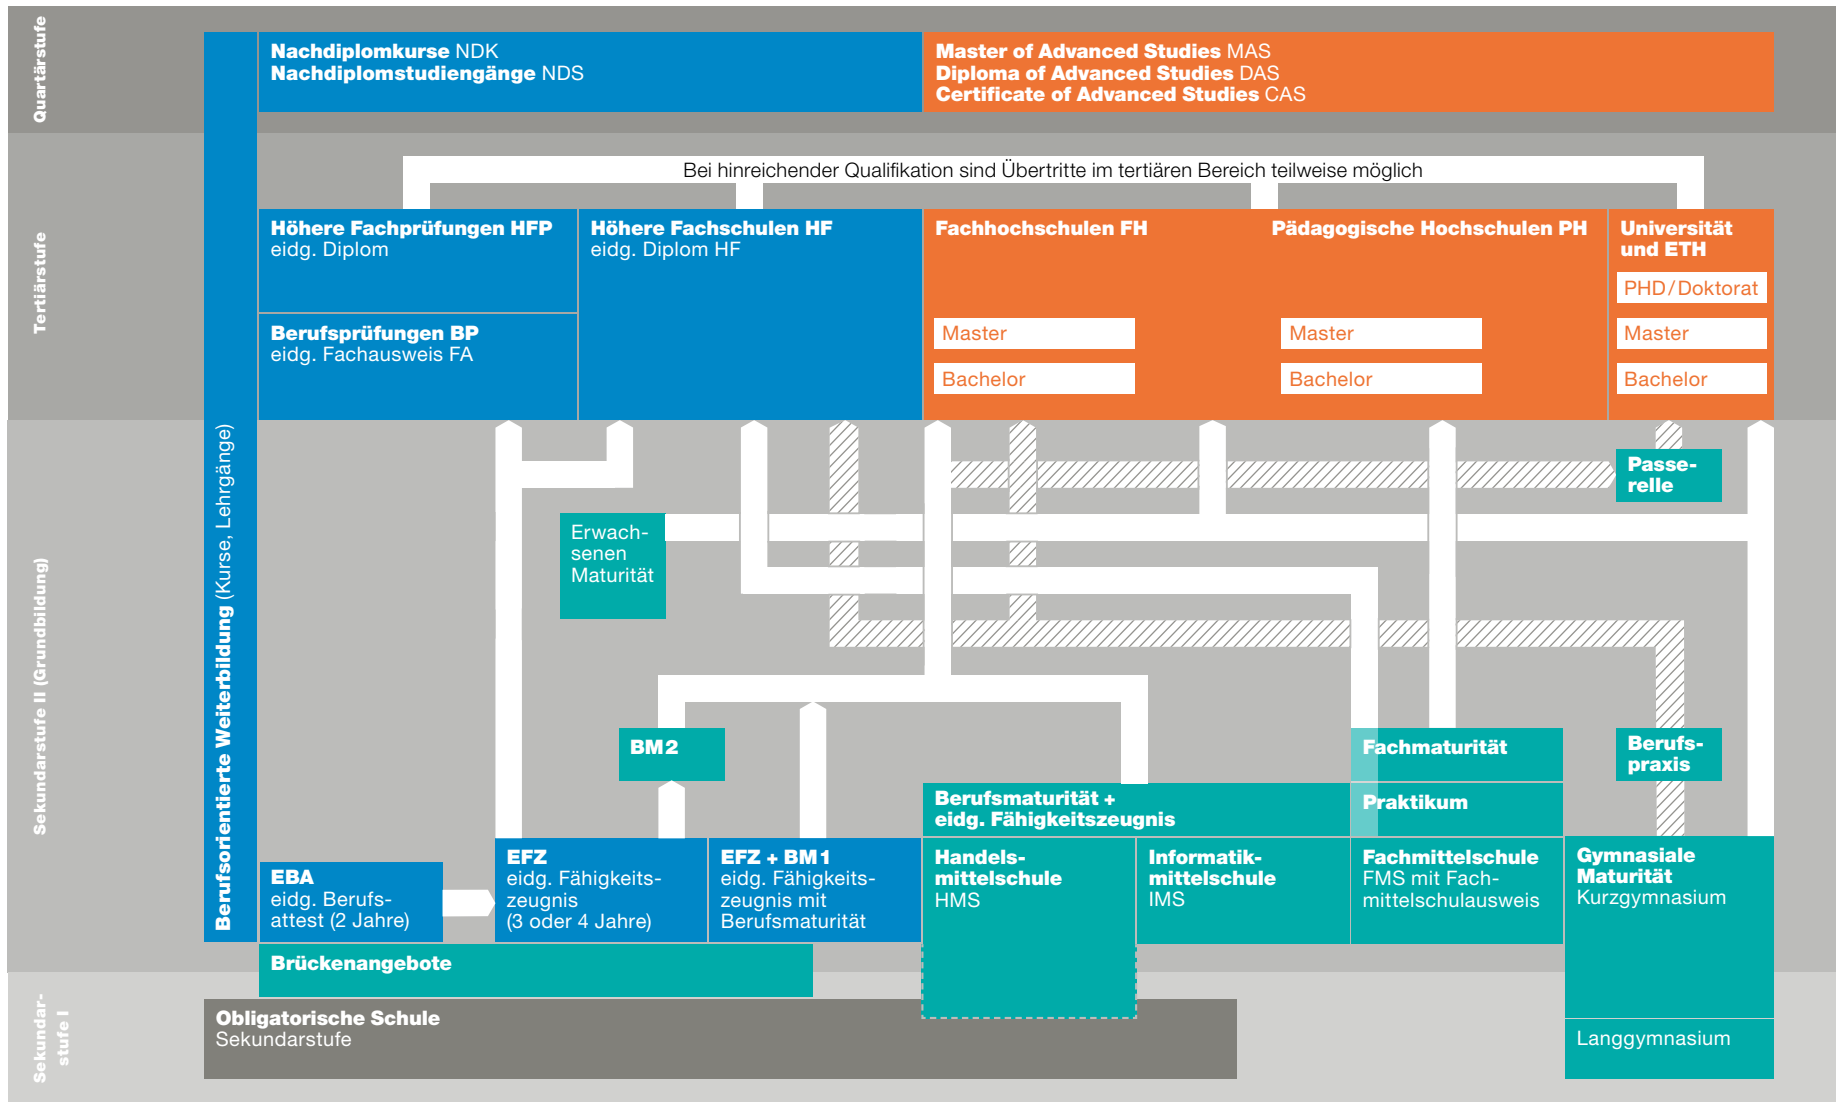 Quartärstufe
Nachdiplomkurse NDK
Nachdiplomstudiengänge NDS
Master of Advanced Studies MAS
Diploma of Advanced Studies DAS
Certificate of Advanced Studies CAS
Tertiärstufe
Bei hinreichender Qualifikation sind Übertritte im tertiären Bereich teilweise möglich
Höhere Fachprüfungen HFP
eidg. Diplom
Berufsprüfungen BP
eidg. Fachausweis FA
Höhere Fachschulen HF
eidg. Diplom HF
Fachhochschulen FH
Master
Bachelor
Pädagogische Hochschulen PH
Master
Bachelor
Universität
und ETH
PHD/Doktorat
Master
Bachelor
Berufsorientierte Weiterbildung (Kurse, Lehrgänge)
Sekundarstufe II (Grundbildung)
Passe-
relle
Erwach-
senen
Maturität
BM2
Fachmaturität
Berufs-
praxis
Berufsmaturität +
eidg. Fähigkeitszeugnis
Praktikum
EBA
eidg. Berufs-
attest (2 Jahre)
EFZ
eidg. Fähigkeits-
zeugnis
(3 oder 4 Jahre)
EFZ + BM1
eidg. Fähigkeits-
zeugnis mit
Berufsmaturität
Handels-
mittelschule
HMS
Informatik-
mittelschule
IMS
Fachmittelschule
FMS mit Fach-
mittelschulausweis
Gymnasiale
Maturität
Kurzgymnasium
Brückenangebote
Sekundar-
stufe I
Obligatorische Schule
Sekundarstufe
Langgymnasium